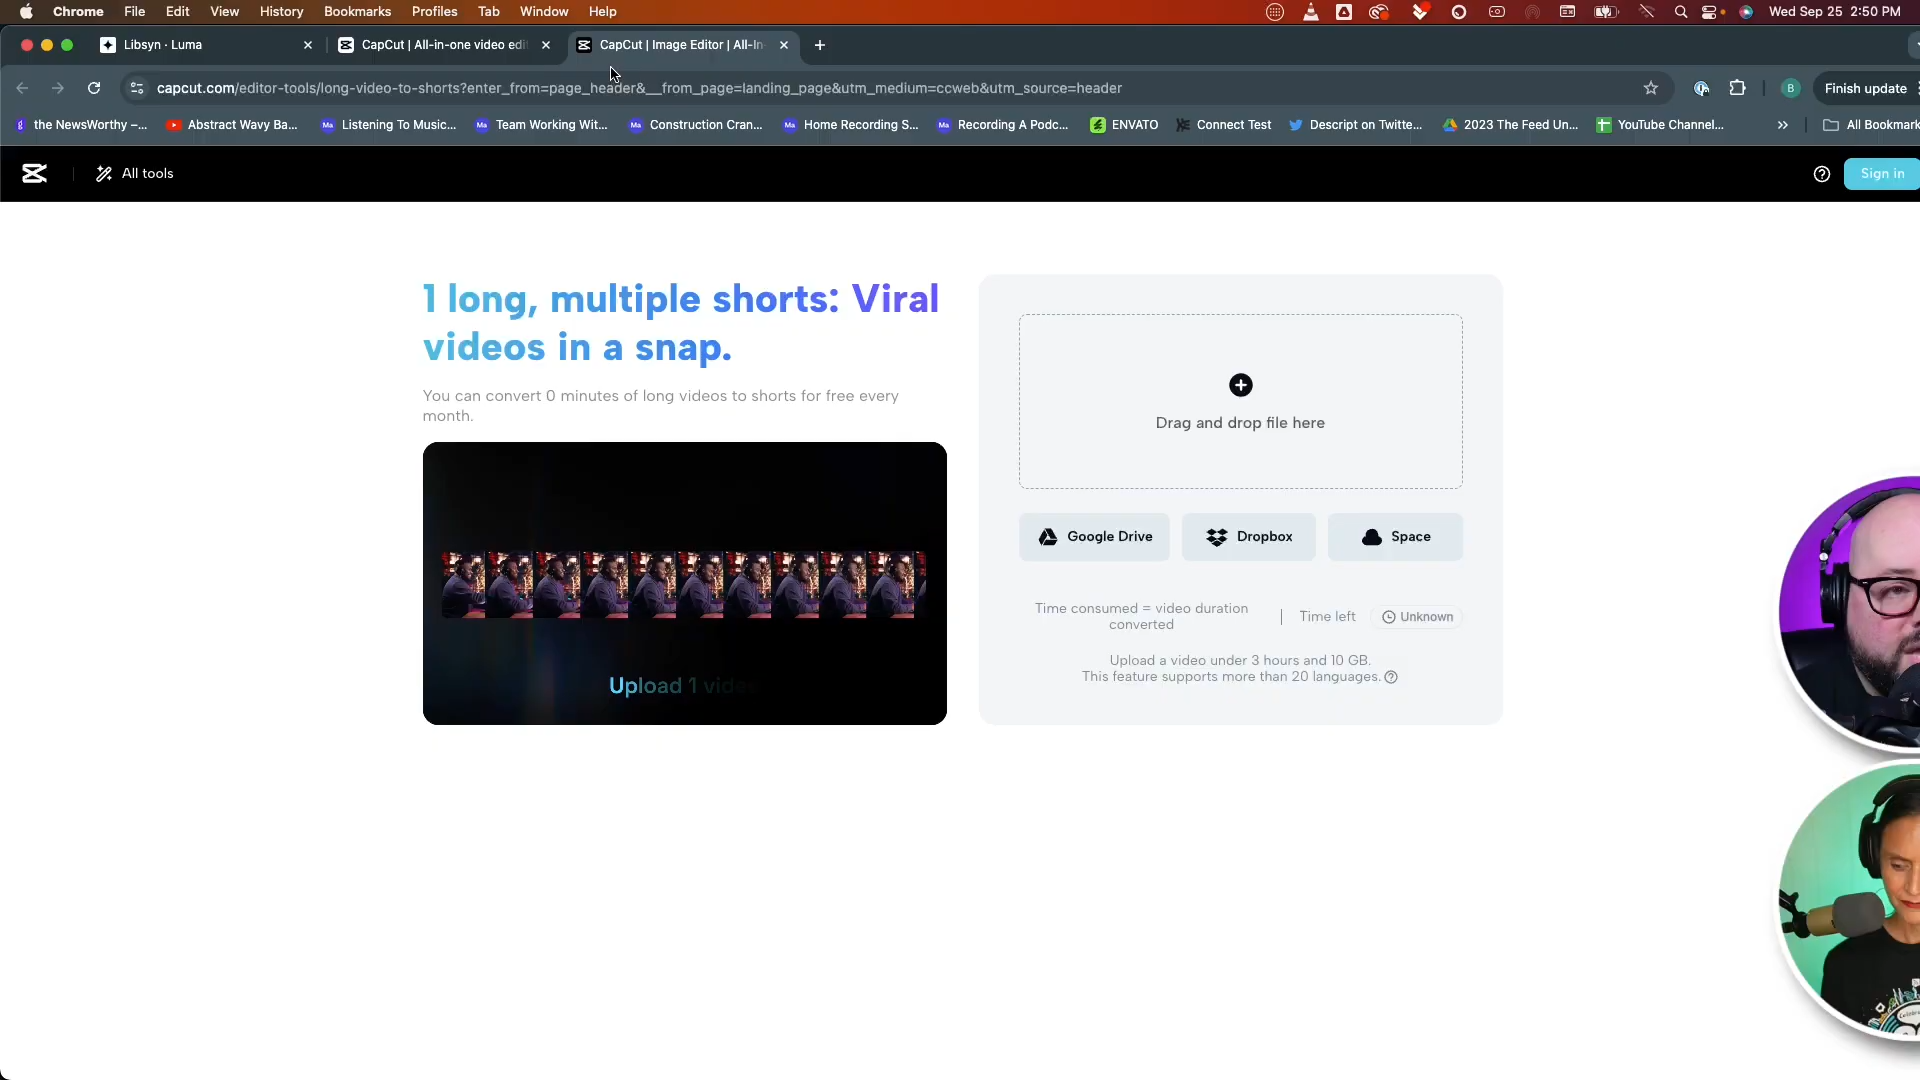 Chrome File Edit View History Bookmarks Profiles Tab Window Help Wed Sep 25 2:50 PM
Libsyn · Luma
CapCut | All-in-one video edi
CapCut | Image Editor | All-In-
capcut.com/editor-tools/long-video-to-shorts?enter_from=page_header&__from_page=landing_page&utm_medium=ccweb&utm_source=header
B
Finish update
the NewsWorthy –... Abstract Wavy Ba... Listening To Music... Team Working Wit... Construction Cran... Home Recording S... Recording A Podc... ENVATO Connect Test Descript on Twitte... 2023 The Feed Un... YouTube Channel... » All Bookmark
All tools
Sign in
1 long, multiple shorts: Viral
videos in a snap.
You can convert 0 minutes of long videos to shorts for free every
month.
Upload 1 video
Drag and drop file here
Google Drive Dropbox Space
Time consumed = video duration
converted
Time left Unknown
Upload a video under 3 hours and 10 GB.
This feature supports more than 20 languages.